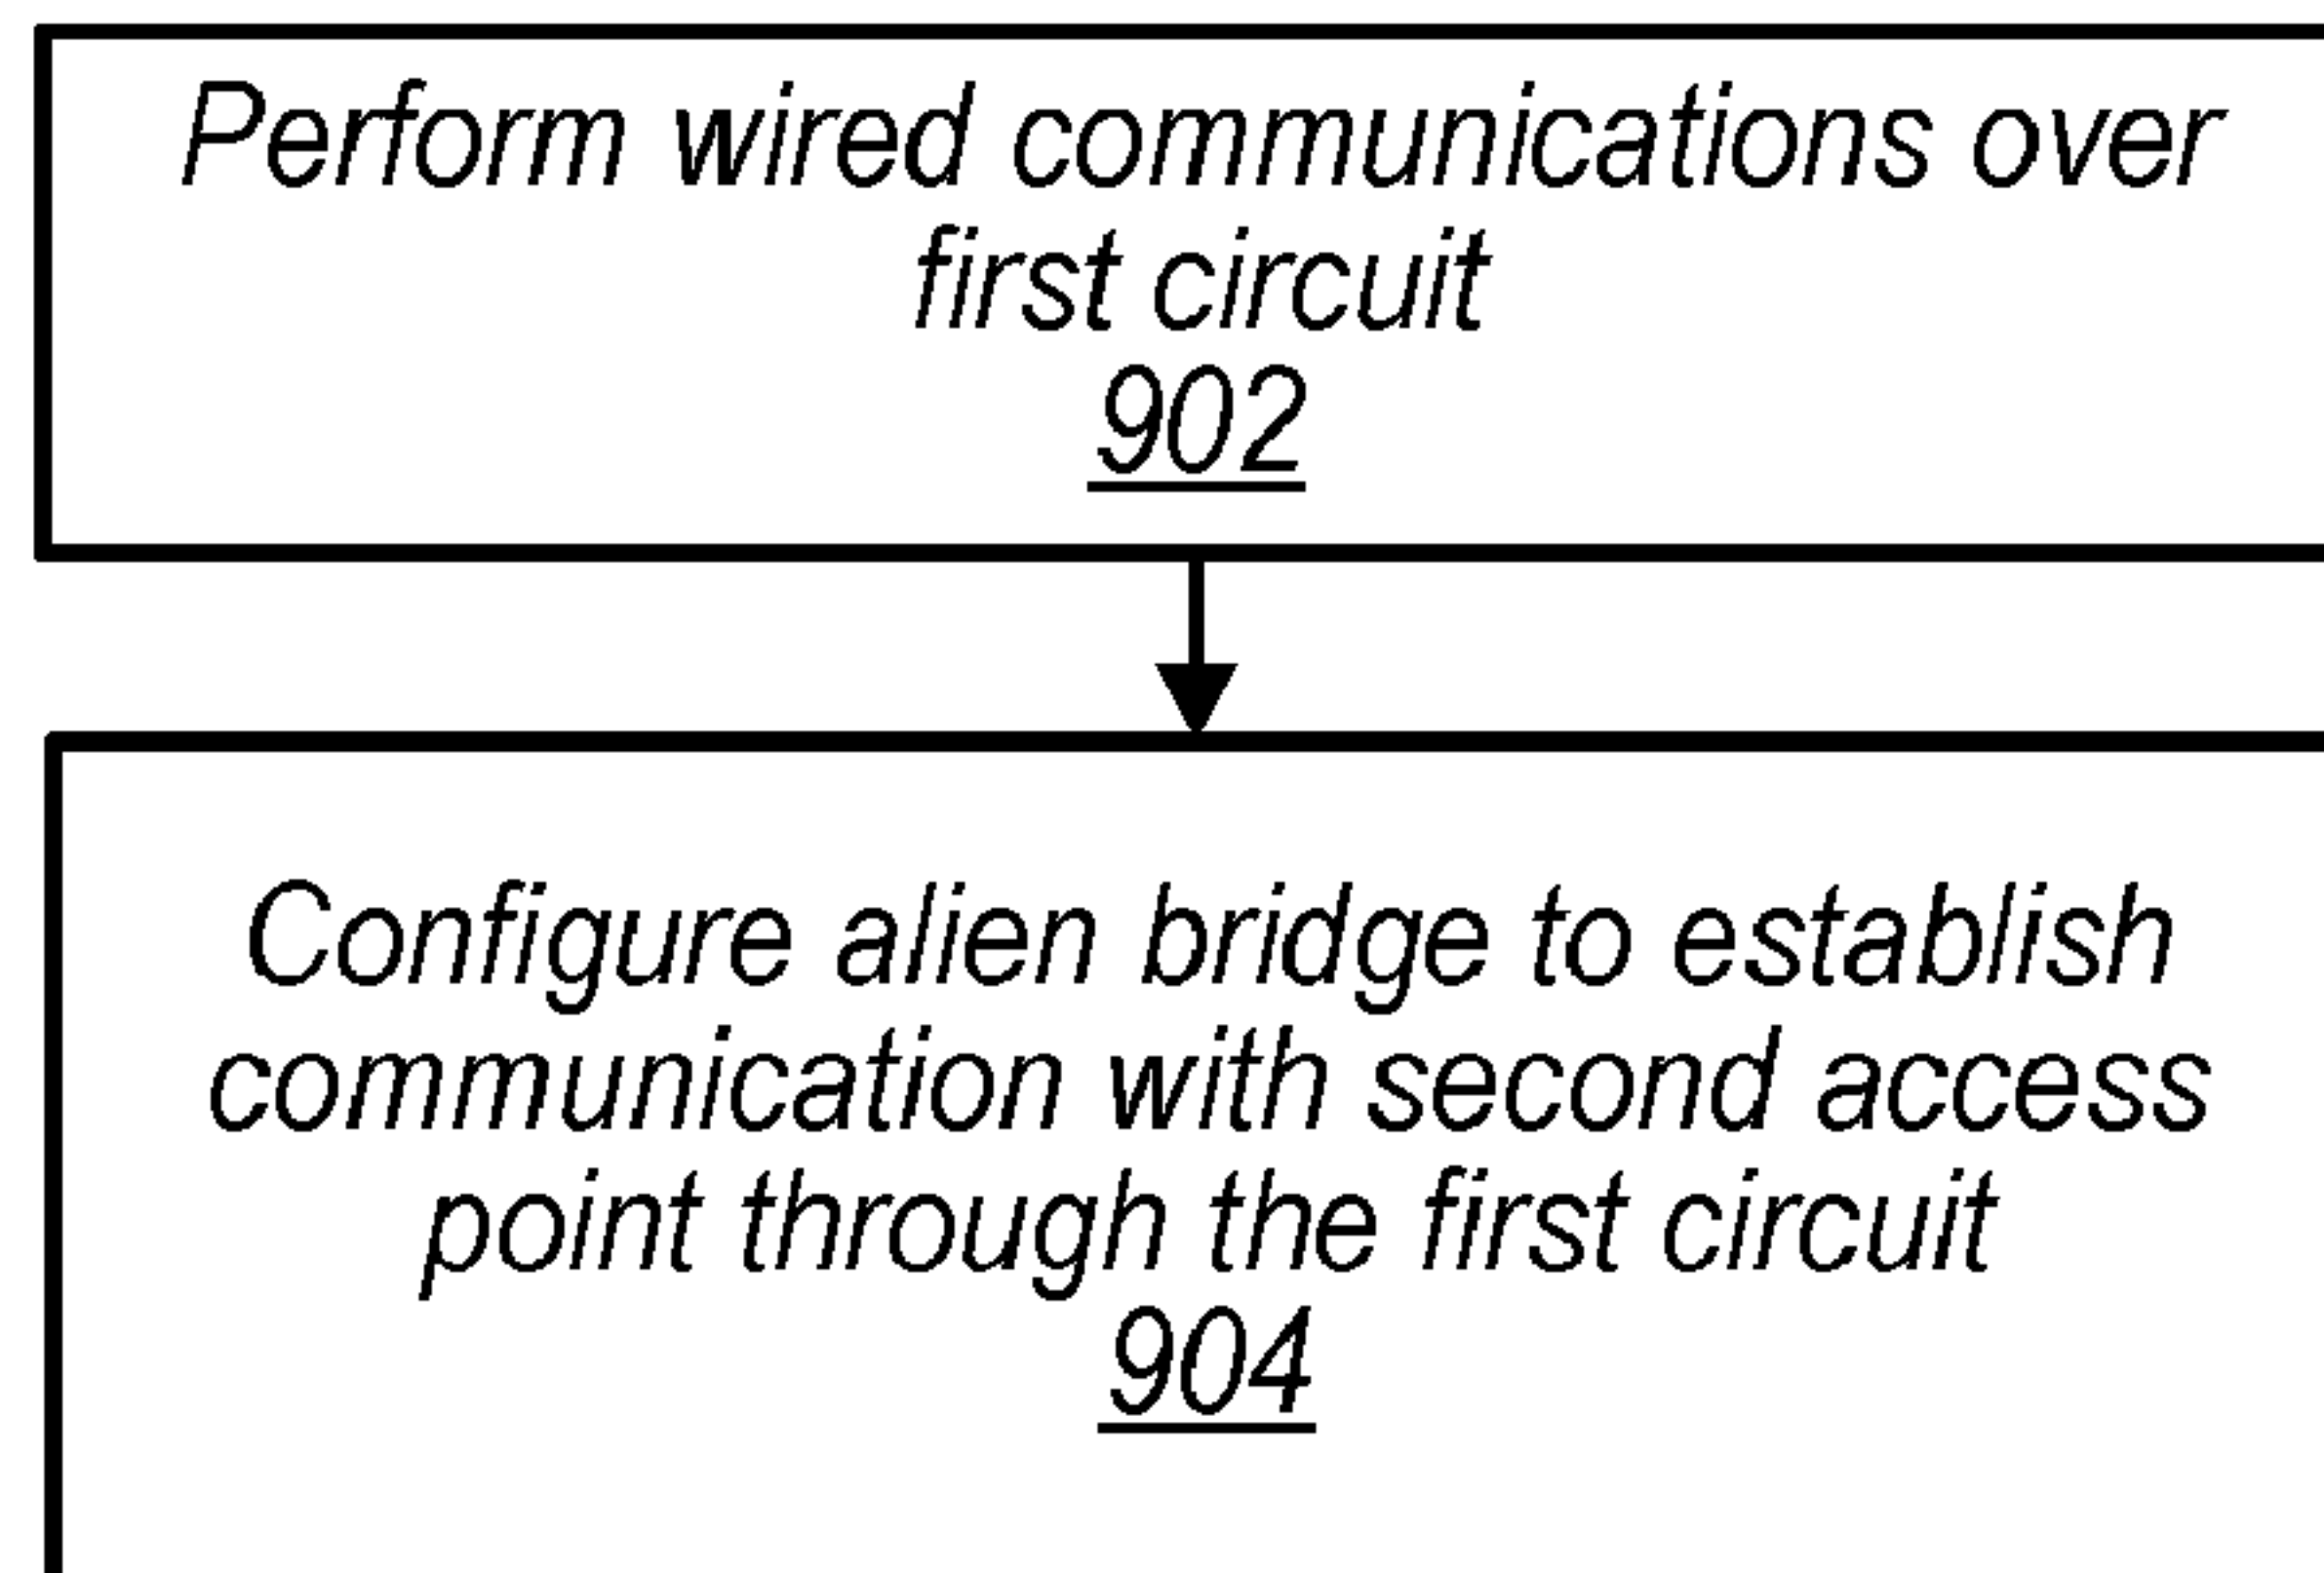 Perform wired communications over
first circuit
902
Configure alien bridge to establish
communication with second access
point through the first circuit
904